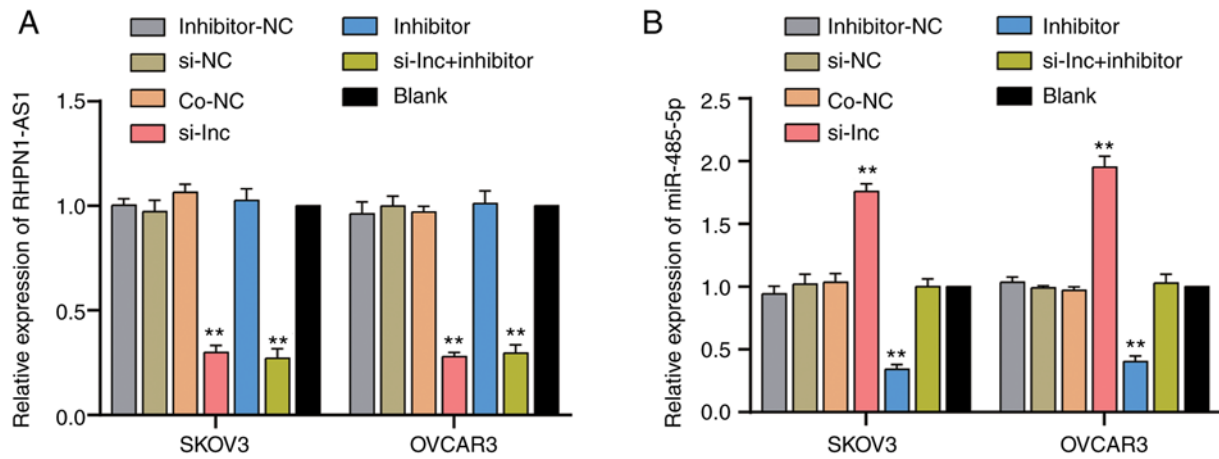 A
Inhibitor-NC
si-NC
Co-NC
si-lnc
Inhibitor
si-lnc+inhibitor
Blank
Relative expression of RHPN1-AS1
1.5
1.0
0.5
0.0
** ** ** **
SKOV3 OVCAR3
B
Inhibitor-NC
si-NC
Co-NC
si-lnc
Inhibitor
si-lnc+inhibitor
Blank
Relative expression of miR-485-5p
2.5
2.0
1.5
1.0
0.5
0.0
** ** ** **
SKOV3 OVCAR3